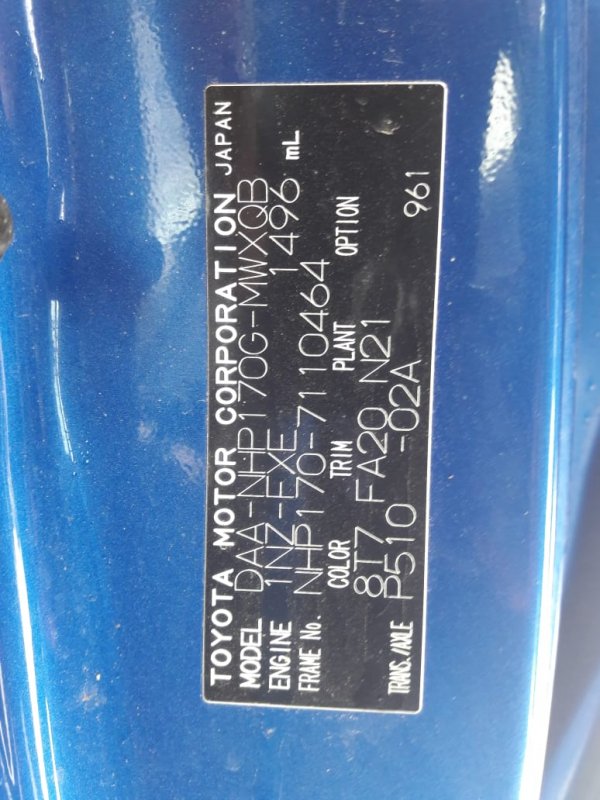 TOYOTA MOTOR CORPORATION JAPAN
MODEL DAA-NHP170G-MWXQB
ENGINE 1NZ-EXE 1496 mL
FRAME No. NHP170-7110464
COLOR TRIM PLANT OPTION
8T7 FA20 N21 961
TRANS./AXLE P510 -02A